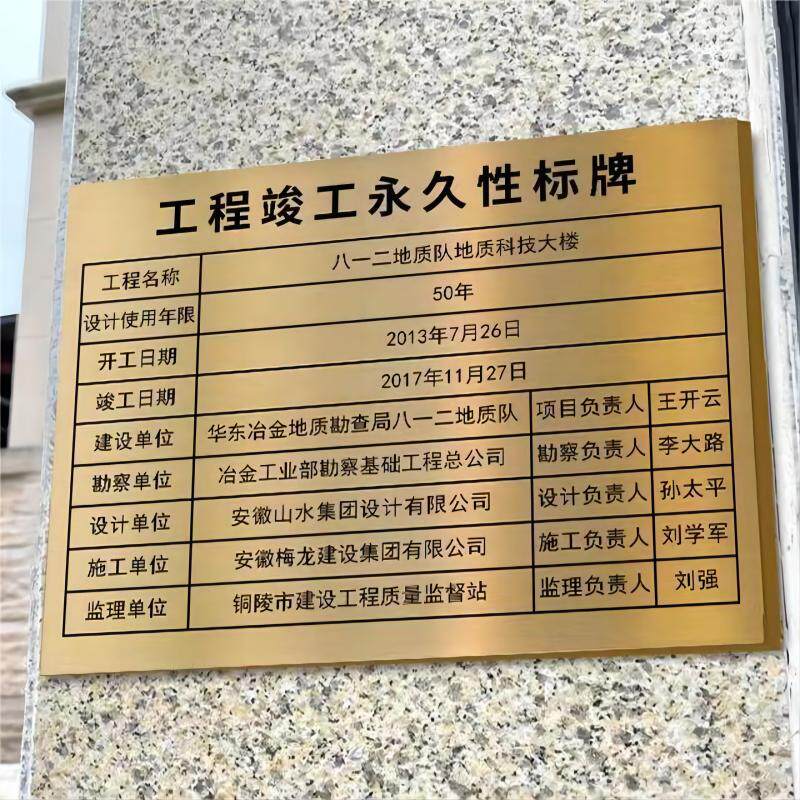 工程竣工永久性标牌
工程名称 八一二地质队地质科技大楼
设计使用年限 50年
开工日期 2013年7月26日
竣工日期 2017年11月27日
建设单位 华东冶金地质勘查局八一二地质队 项目负责人 王开云
勘察单位 冶金工业部勘察基础工程总公司 勘察负责人 李大路
设计单位 安徽山水集团设计有限公司 设计负责人 孙太平
施工单位 安徽梅龙建设集团有限公司 施工负责人 刘学军
监理单位 铜陵市建设工程质量监督站 监理负责人 刘强